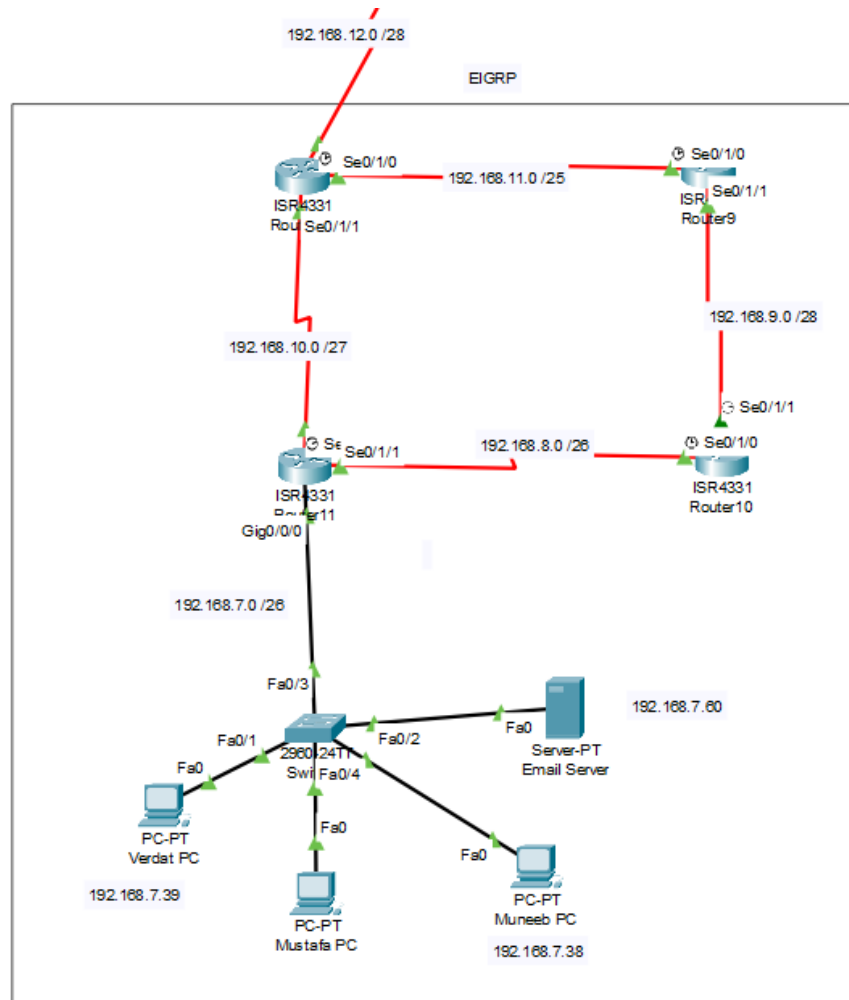 192.168.12.0 /28
EIGRP
Se0/1/0
Se0/1/0
192.168.11.0 /25
ISR4331
Se0/1/1
ISR
Router9
Se0/1/1
192.168.9.0 /28
192.168.10.0 /27
Se0/1/1
192.168.8.0 /26
Se0/1/0
Se0/1/1
ISR4331
Router11
ISR4331
Router10
Gig0/0/0
192.168.7.0 /26
Fa0/3
192.168.7.60
Fa0/1
Fa0/2
Fa0
Fa0
2960-24TT
Fa0/4
Server-PT
Email Server
PC-PT
Verdat PC
Fa0
Fa0
192.168.7.39
PC-PT
Mustafa PC
PC-PT
Muneeb PC
192.168.7.38